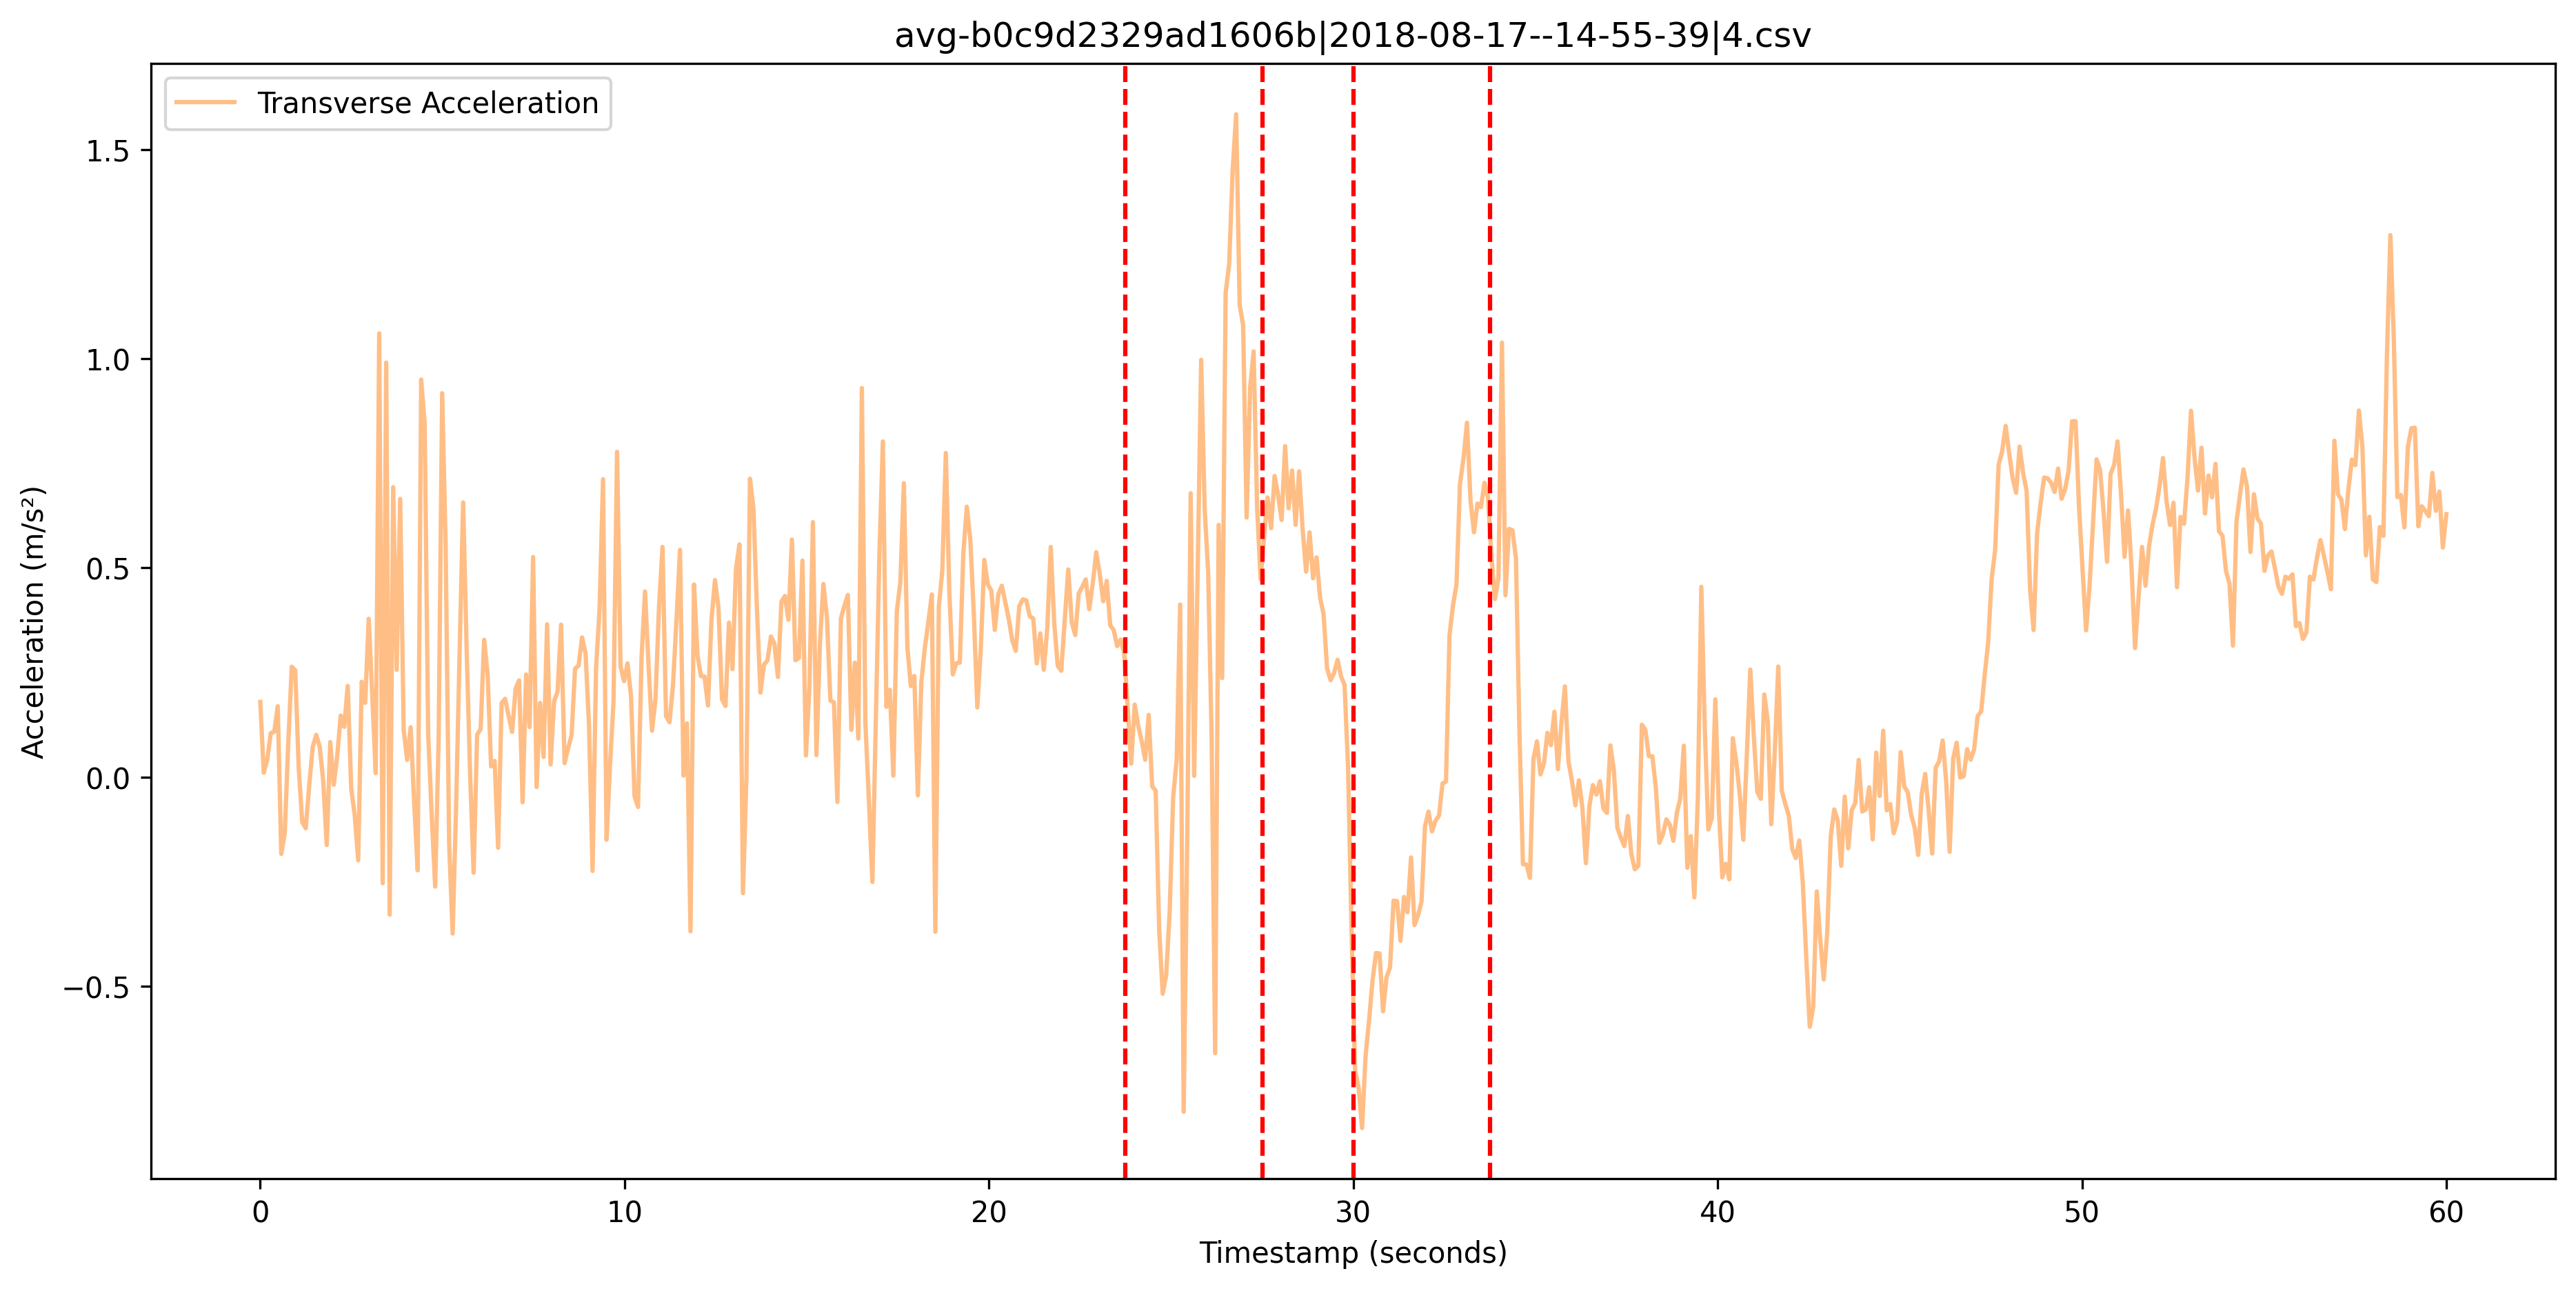 avg-b0c9d2329ad1606b|2018-08-17--14-55-39|4.csv
Transverse Acceleration
1.5
1.0
0.5
0.0
−0.5
Acceleration (m/s²)
0 10 20 30 40 50 60
Timestamp (seconds)